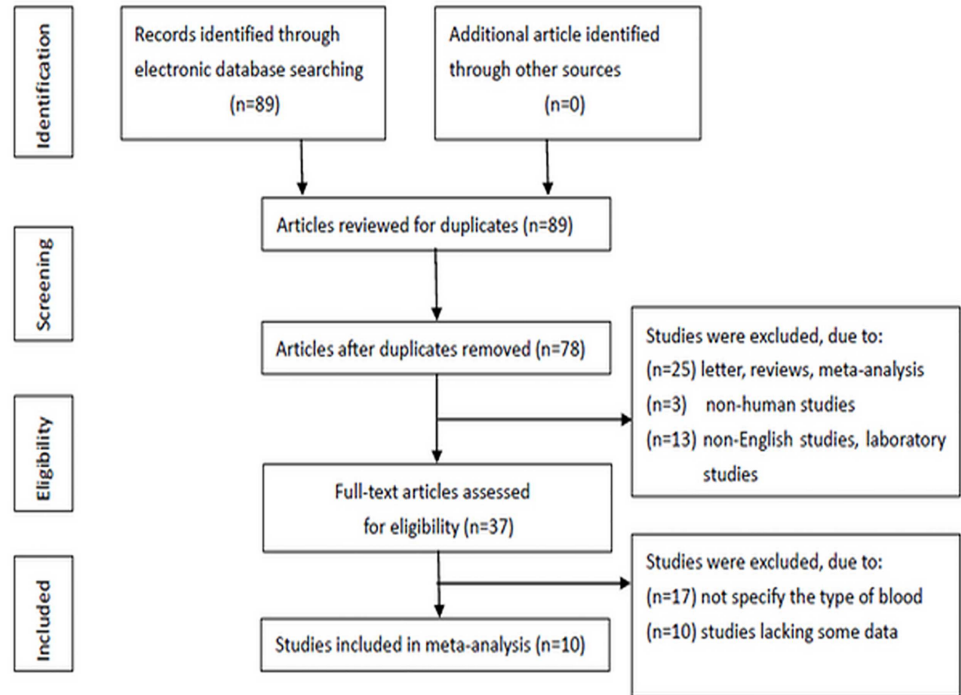 Identification
Records identified through
electronic database searching
(n=89)
Additional article identified
through other sources
(n=0)
Screening
Articles reviewed for duplicates (n=89)
Articles after duplicates removed (n=78)
Studies were excluded, due to:
(n=25) letter, reviews, meta-analysis
(n=3) non-human studies
(n=13) non-English studies, laboratory
studies
Eligibility
Full-text articles assessed
for eligibility (n=37)
Studies were excluded, due to:
(n=17) not specify the type of blood
(n=10) studies lacking some data
Included
Studies included in meta-analysis (n=10)